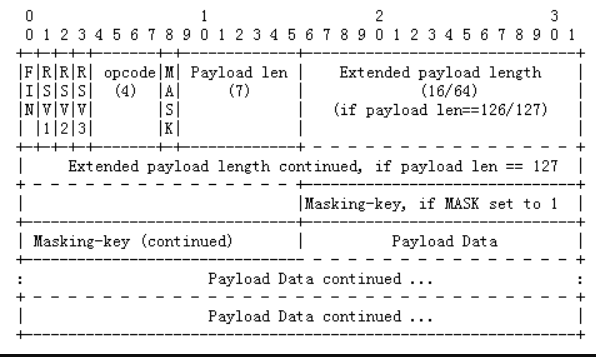 0                   1                   2                   3
0 1 2 3 4 5 6 7 8 9 0 1 2 3 4 5 6 7 8 9 0 1 2 3 4 5 6 7 8 9 0 1
+-+-+-+-+-------+-+-------------+-------------------------------+
|F|R|R|R| opcode|M| Payload len |    Extended payload length    |
|I|S|S|S|  (4)  |A|     (7)     |             (16/64)           |
|N|V|V|V|       |S|             |   (if payload len==126/127)   |
| |1|2|3|       |K|             |                               |
+-+-+-+-+-------+-+-------------+ - - - - - - - - - - - - - - - +
|     Extended payload length continued, if payload len == 127  |
+ - - - - - - - - - - - - - - - +-------------------------------+
|                               |Masking-key, if MASK set to 1  |
+-------------------------------+-------------------------------+
| Masking-key (continued)       |          Payload Data         |
+-------------------------------- - - - - - - - - - - - - - - - +
:                     Payload Data continued ...                :
+ - - - - - - - - - - - - - - - - - - - - - - - - - - - - - - - +
|                     Payload Data continued ...                |
+---------------------------------------------------------------+